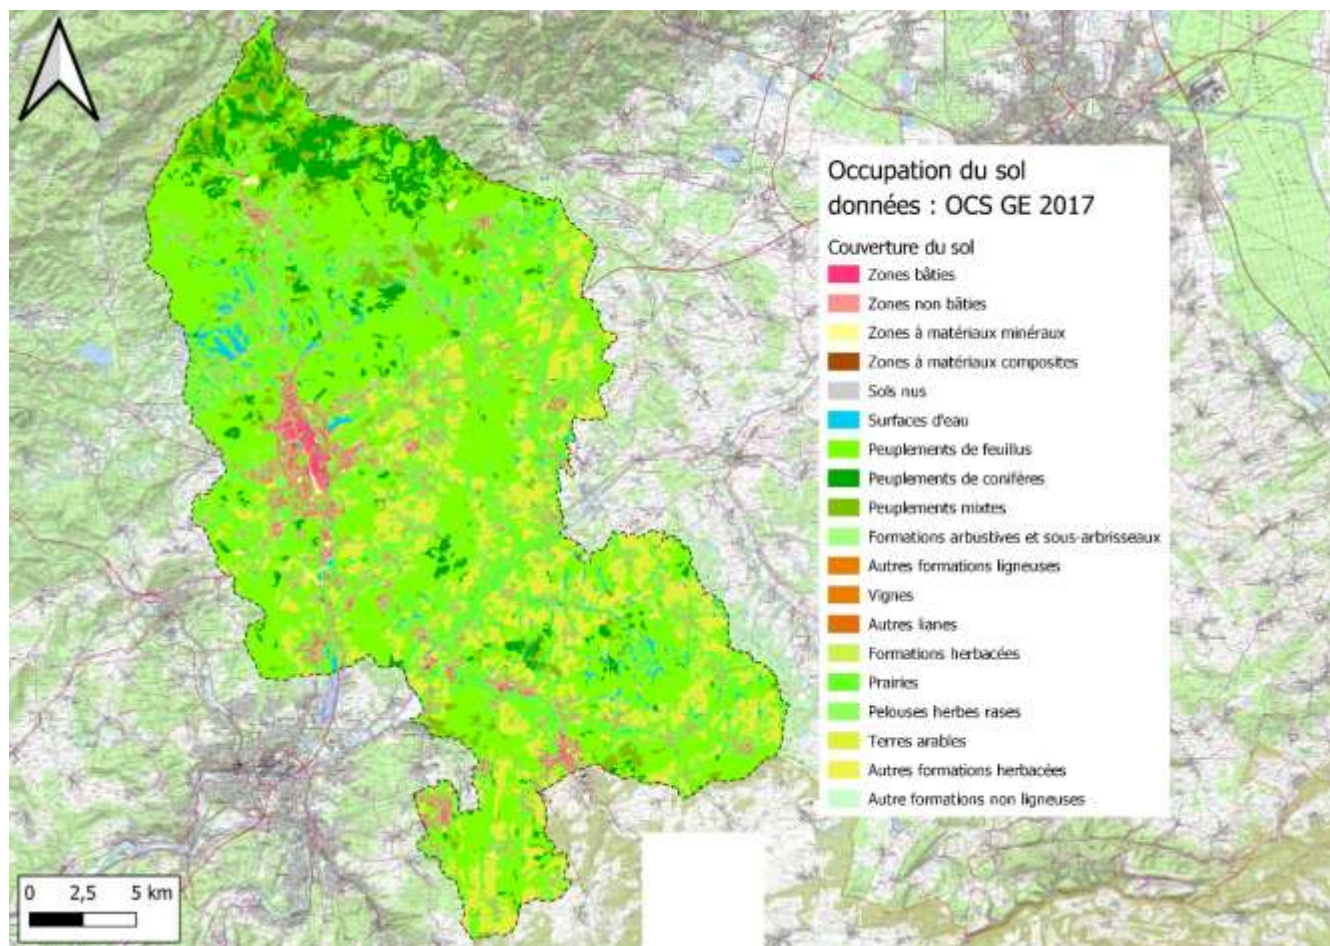 Occupation du sol
données : OCS GE 2017
Couverture du sol
Zones bâties
Zones non bâties
Zones à matériaux minéraux
Zones à matériaux composites
Sols nus
Surfaces d'eau
Peuplements de feuillus
Peuplements de conifères
Peuplements mixtes
Formations arbustives et sous-arbrisseaux
Autres formations ligneuses
Vignes
Autres lianes
Formations herbacées
Prairies
Pelouses herbes rases
Terres arables
Autres formations herbacées
Autre formations non ligneuses
0 2,5 5 km